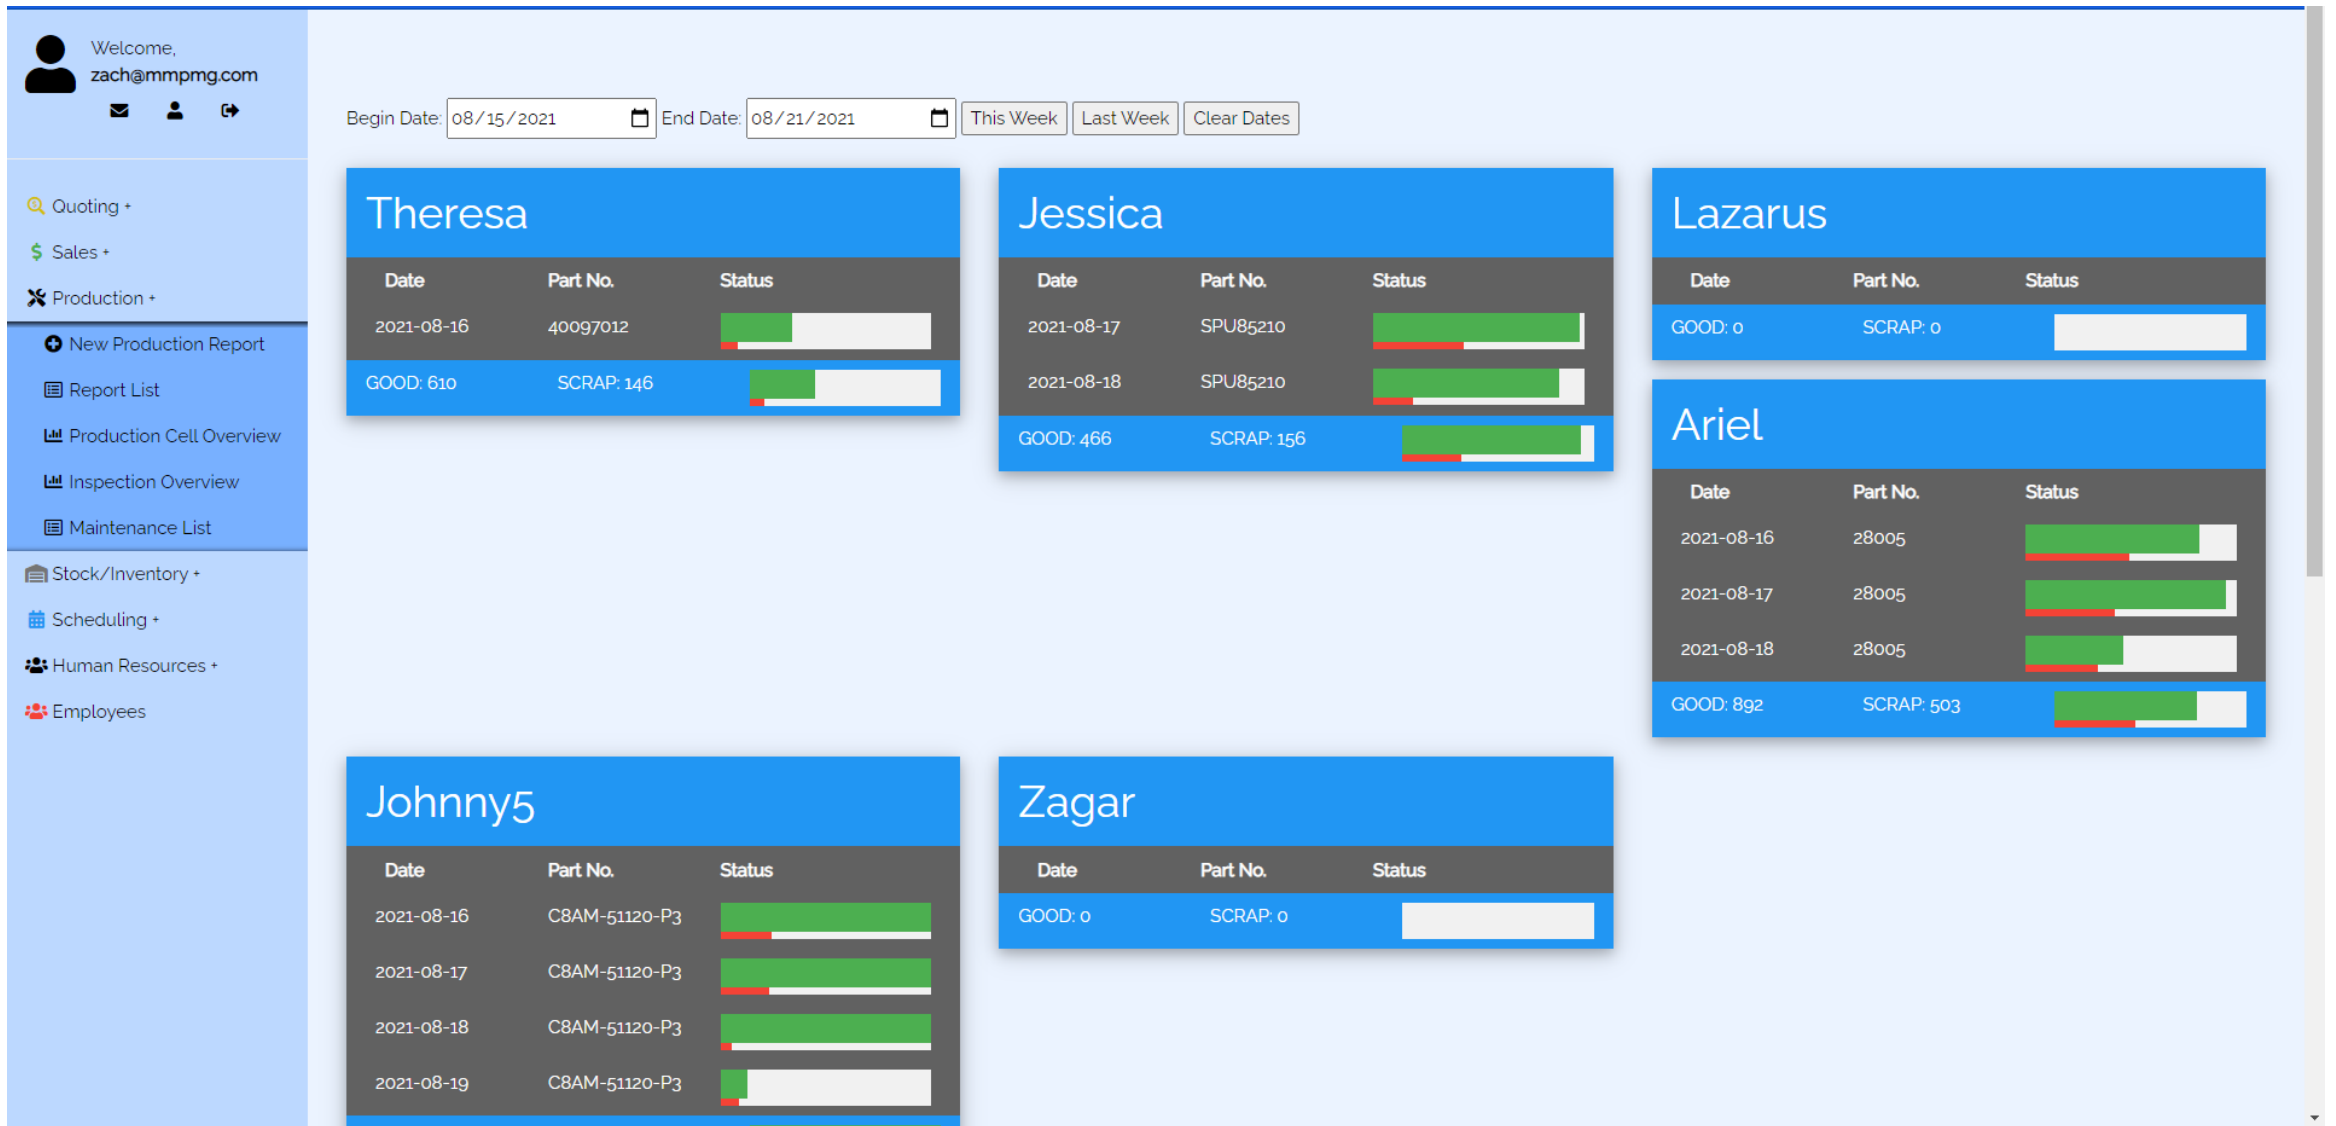 Welcome,
zach@mmpmg.com
Quoting +
Sales +
Production +
New Production Report
Report List
Production Cell Overview
Inspection Overview
Maintenance List
Stock/Inventory +
Scheduling +
Human Resources +
Employees
Begin Date: 08/15/2021 End Date: 08/21/2021 This Week Last Week Clear Dates
Theresa
Date Part No. Status
2021-08-16 40097012
GOOD: 610 SCRAP: 146
Jessica
Date Part No. Status
2021-08-17 SPU85210
2021-08-18 SPU85210
GOOD: 466 SCRAP: 156
Lazarus
Date Part No. Status
GOOD: 0 SCRAP: 0
Ariel
Date Part No. Status
2021-08-16 28005
2021-08-17 28005
2021-08-18 28005
GOOD: 892 SCRAP: 503
Johnny5
Date Part No. Status
2021-08-16 C8AM-51120-P3
2021-08-17 C8AM-51120-P3
2021-08-18 C8AM-51120-P3
2021-08-19 C8AM-51120-P3
Zagar
Date Part No. Status
GOOD: 0 SCRAP: 0